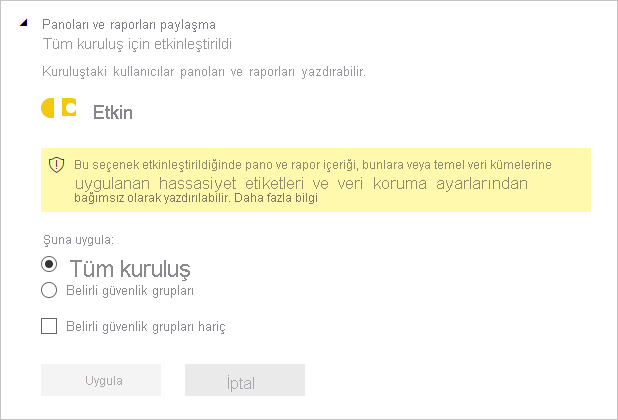 Panoları ve raporları paylaşma
Tüm kuruluş için etkinleştirildi
Kuruluştaki kullanıcılar panoları ve raporları yazdırabilir.
Etkin
Bu seçenek etkinleştirildiğinde pano ve rapor içeriği, bunlara veya temel veri kümelerine
uygulanan hassasiyet etiketleri ve veri koruma ayarlarından
bağımsız olarak yazdırılabilir. Daha fazla bilgi
Şuna uygula:
Tüm kuruluş
Belirli güvenlik grupları
Belirli güvenlik grupları hariç
Uygula
İptal